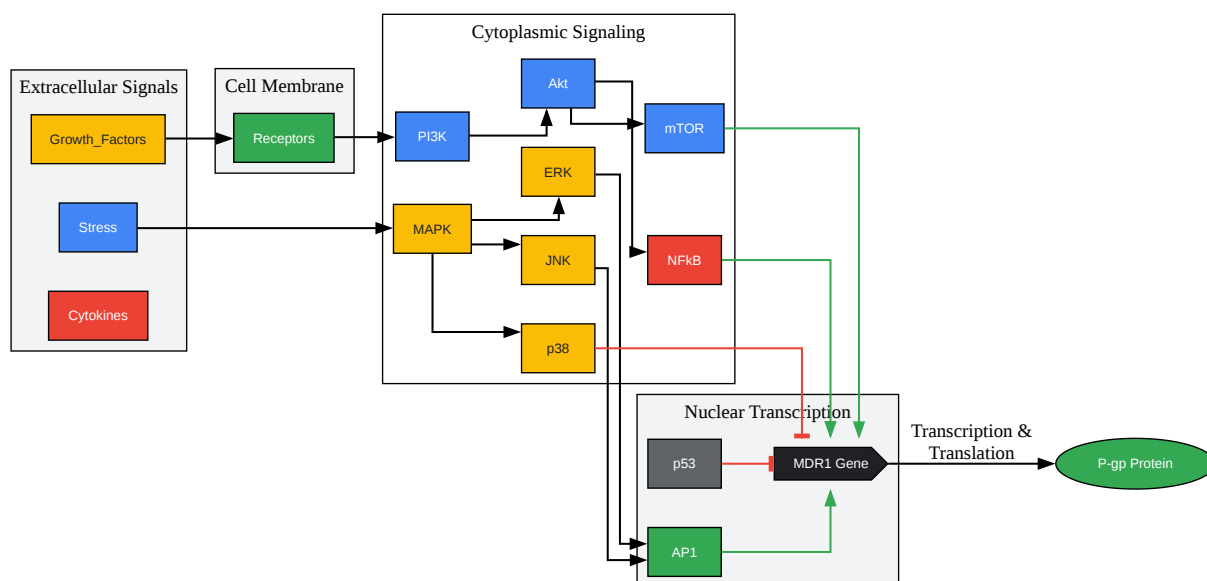 Extracellular Signals
Growth_Factors
Stress
Cytokines
Cell Membrane
Receptors
Cytoplasmic Signaling
PI3K
Akt
mTOR
ERK
MAPK
JNK
NFkB
p38
Nuclear Transcription
p53
MDR1 Gene
AP1
Transcription &
Translation
P-gp Protein